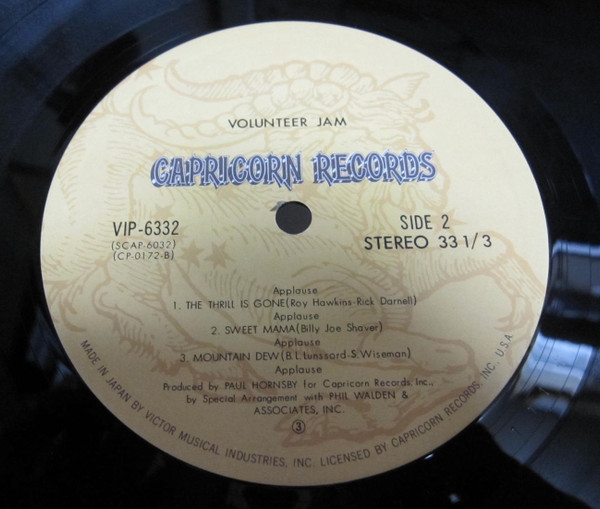 VOLUNTEER JAM
CAPRICORN RECORDS
VIP-6332
(SCAP-6032)
(CP-0172-B)
SIDE 2
STEREO 33 1/3
Applause
1. THE THRILL IS GONE(Roy Hawkins-Rick Darnell)
Applause
2. SWEET MAMA(Billy Joe Shaver)
Applause
3. MOUNTAIN DEW(B.L.Lunssord-S.Wiseman)
Applause
Produced by PAUL HORNSBY for Capricorn Records.Inc.,
by Special Arrangement with PHIL WALDEN &
ASSOCIATES, INC.
③
MADE IN JAPAN BY VICTOR MUSICAL INDUSTRIES, INC. LICENSED BY CAPRICORN RECORDS, INC. U.S.A.